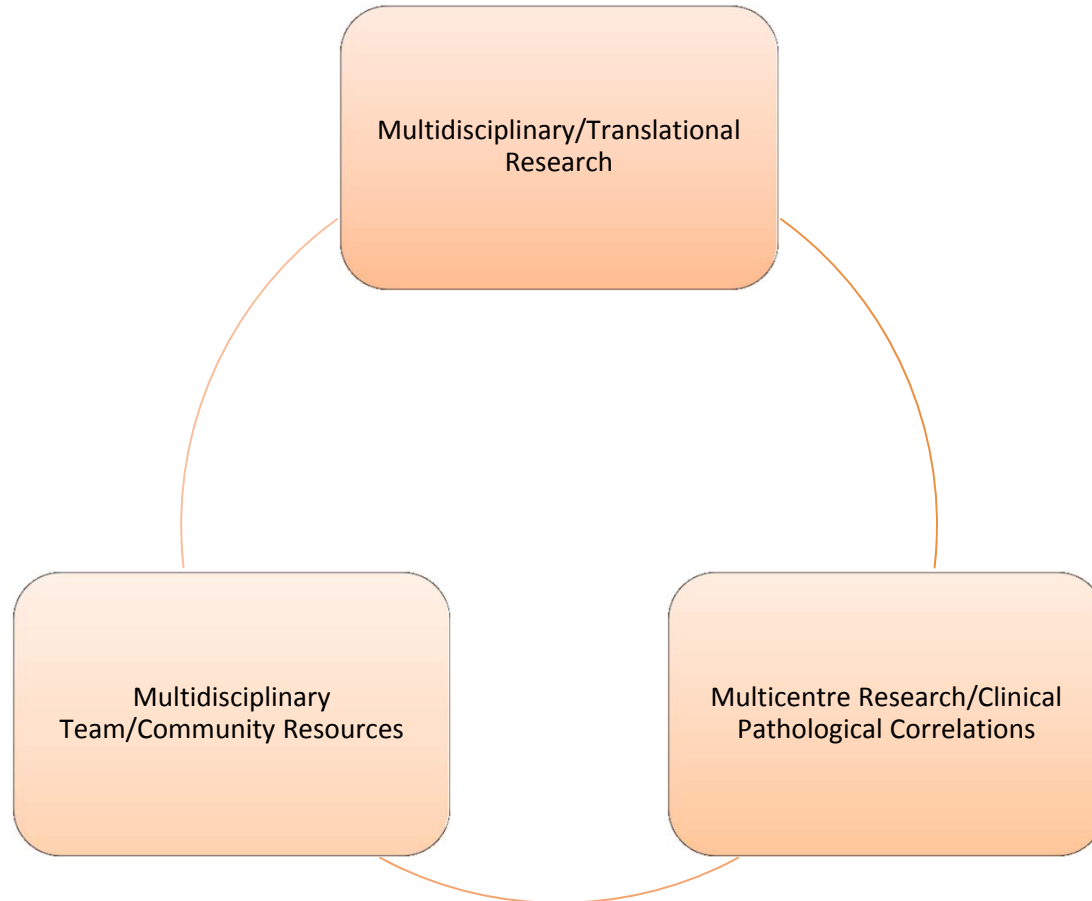 Multidisciplinary/Translational
Research
Multidisciplinary
Team/Community Resources
Multicentre Research/Clinical
Pathological Correlations